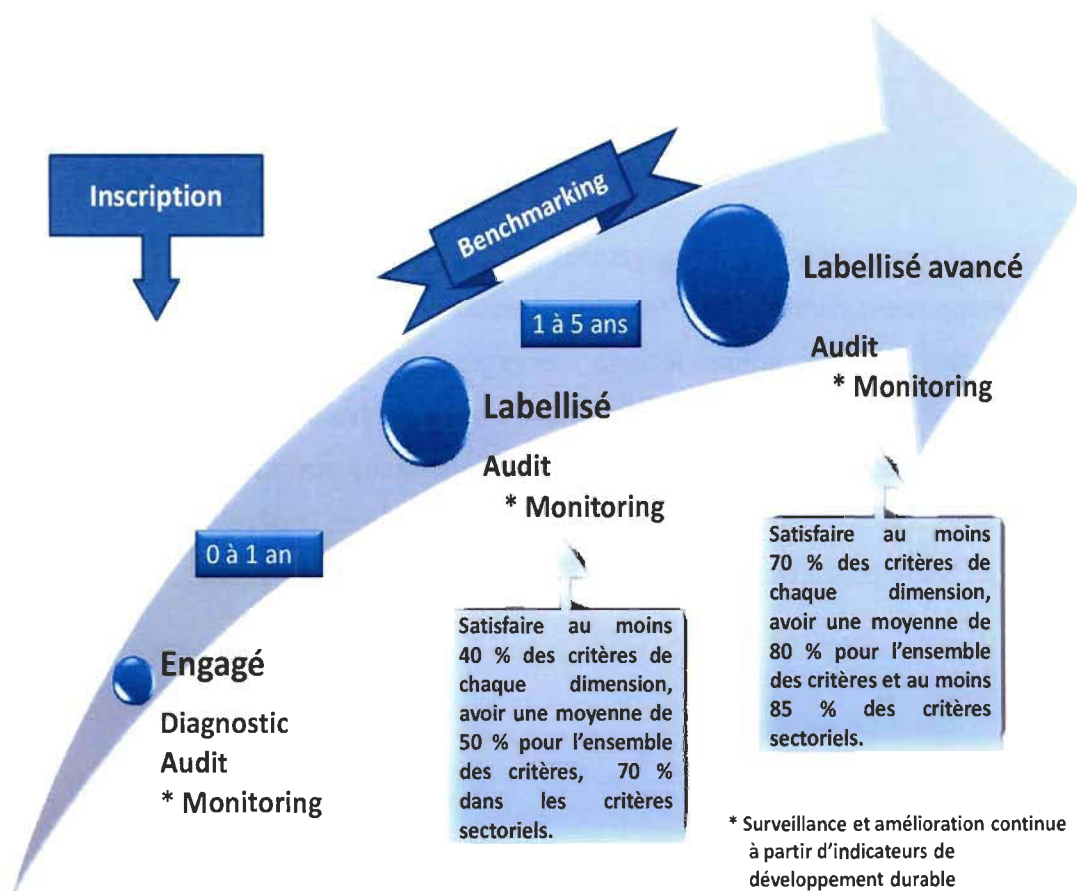 Inscription
Benchmarking
Labellisé avancé
1 à 5 ans
Audit
* Monitoring
Labellisé
Audit
* Monitoring
0 à 1 an
Satisfaire au moins
70 % des critères de
chaque dimension,
avoir une moyenne de
80 % pour l'ensemble
des critères et au moins
85 % des critères
sectoriels.
Satisfaire au moins
40 % des critères de
chaque dimension,
avoir une moyenne de
50 % pour l'ensemble
des critères, 70 %
dans les critères
sectoriels.
Engagé
Diagnostic
Audit
* Monitoring
* Surveillance et amélioration continue
à partir d'indicateurs de
développement durable